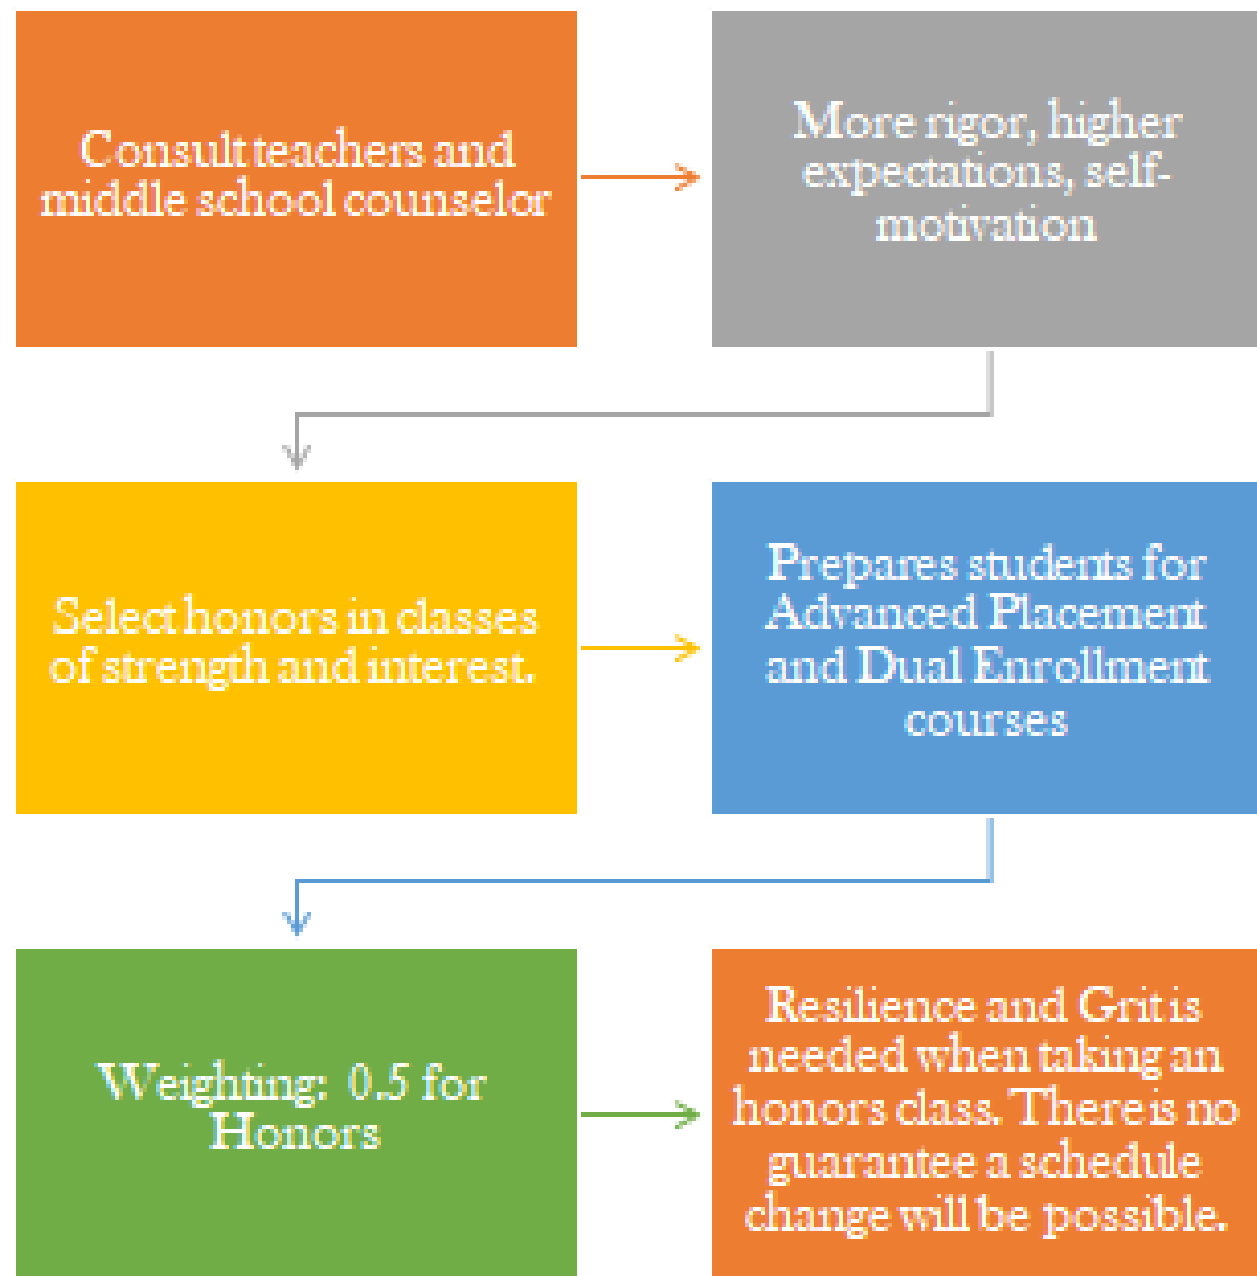 Consult teachers and
middle school counselor
More rigor, higher
expectations, self-
motivation
Select honors in classes
of strength and interest.
Prepares students for
Advanced Placement
and Dual Enrollment
courses
Weighting:  0.5 for
Honors
Resilience and Grit is
needed when taking an
honors class. There is no
guarantee a schedule
change will be possible.